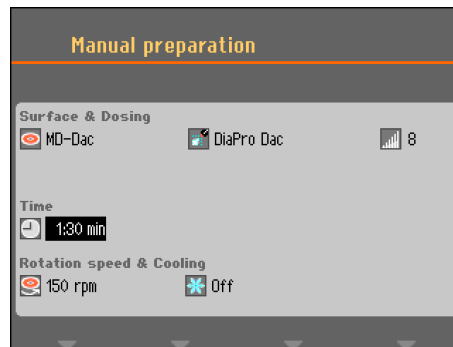 Manual preparation
Surface & Dosing
MD-Dac DiaPro Dac 8
Time
1:30 min
Rotation speed & Cooling
150 rpm Off